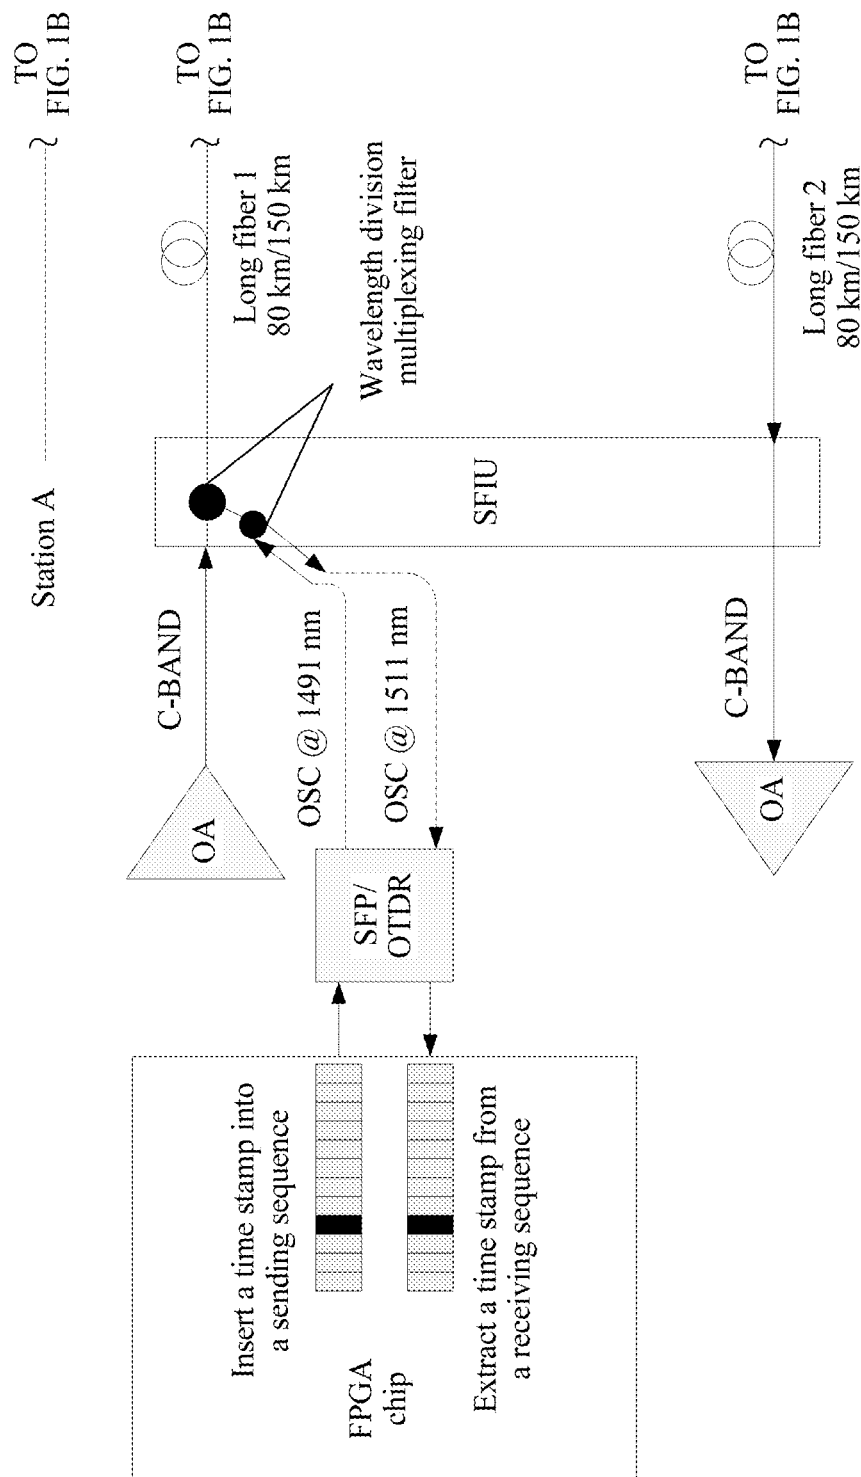 Station A
TO
FIG. 1B
C-BAND
TO
FIG. 1B
OA
Long fiber 1
80 km/150 km
Wavelength division
multiplexing filter
OSC @ 1491 nm
OSC @ 1511 nm
SFP/
OTDR
SFIU
Insert a time stamp into
a sending sequence
FPGA
chip
Extract a time stamp from
a receiving sequence
C-BAND
OA
Long fiber 2
80 km/150 km
TO
FIG. 1B